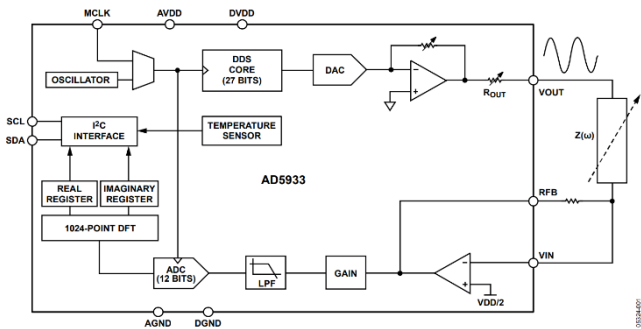 MCLK
AVDD
DVDD
OSCILLATOR
DDS
CORE
(27 BITS)
DAC
ROUT
VOUT
SCL
SDA
I2C
INTERFACE
TEMPERATURE
SENSOR
Z(ω)
AD5933
REAL
REGISTER
IMAGINARY
REGISTER
RFB
1024-POINT DFT
VIN
ADC
(12 BITS)
LPF
GAIN
VDD/2
AGND
DGND
05324-001